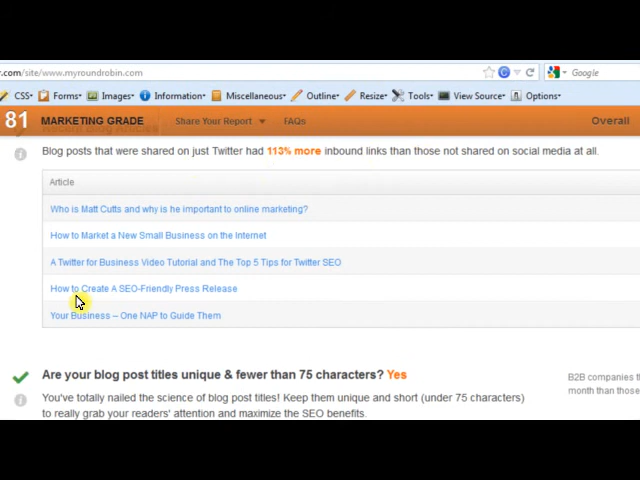 r.com/site/www.myroundrobin.com Google
CSS Forms Images Information Miscellaneous Outline Resize Tools View Source Options
81 MARKETING GRADE Share Your Report FAQs Overall
Recent Blog Articles
Blog posts that were shared on just Twitter had 113% more inbound links than those not shared on social media at all.
Article
Who is Matt Cutts and why is he important to online marketing?
How to Market a New Small Business on the Internet
A Twitter for Business Video Tutorial and The Top 5 Tips for Twitter SEO
How to Create A SEO-Friendly Press Release
Your Business – One NAP to Guide Them
Are your blog post titles unique & fewer than 75 characters? Yes
B2B companies th
You've totally nailed the science of blog post titles! Keep them unique and short (under 75 characters)
month than those
to really grab your readers' attention and maximize the SEO benefits.